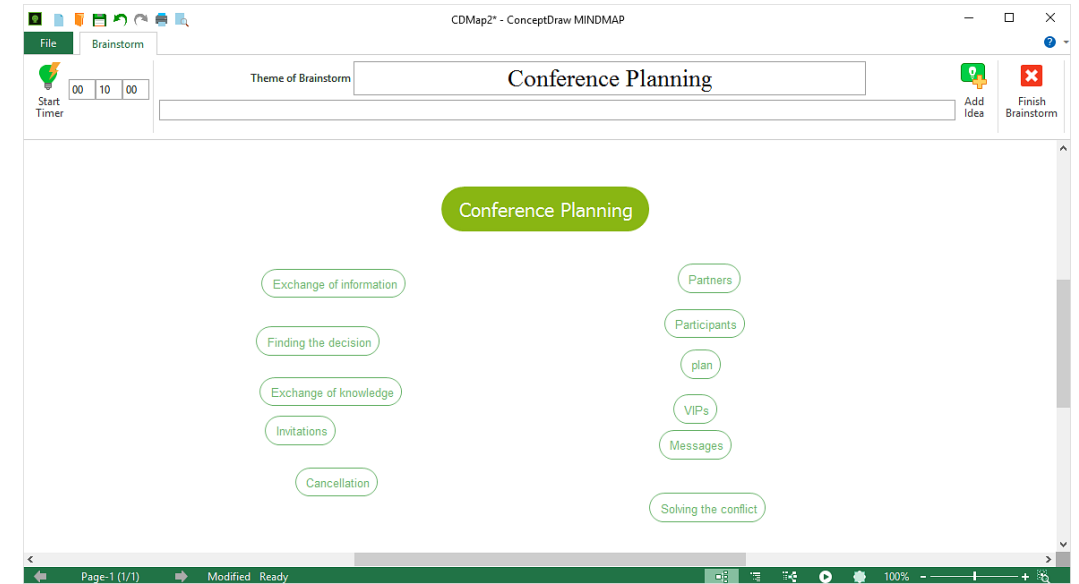 CDMap2* - ConceptDraw MINDMAP
File
Brainstorm
?
Start
Timer
00 10 00
Theme of Brainstorm
Conference Planning
Add
Idea
Finish
Brainstorm
Conference Planning
Exchange of information
Finding the decision
Exchange of knowledge
Invitations
Cancellation
Partners
Participants
plan
VIPs
Messages
Solving the conflict
Page-1 (1/1)
Modified Ready
100%